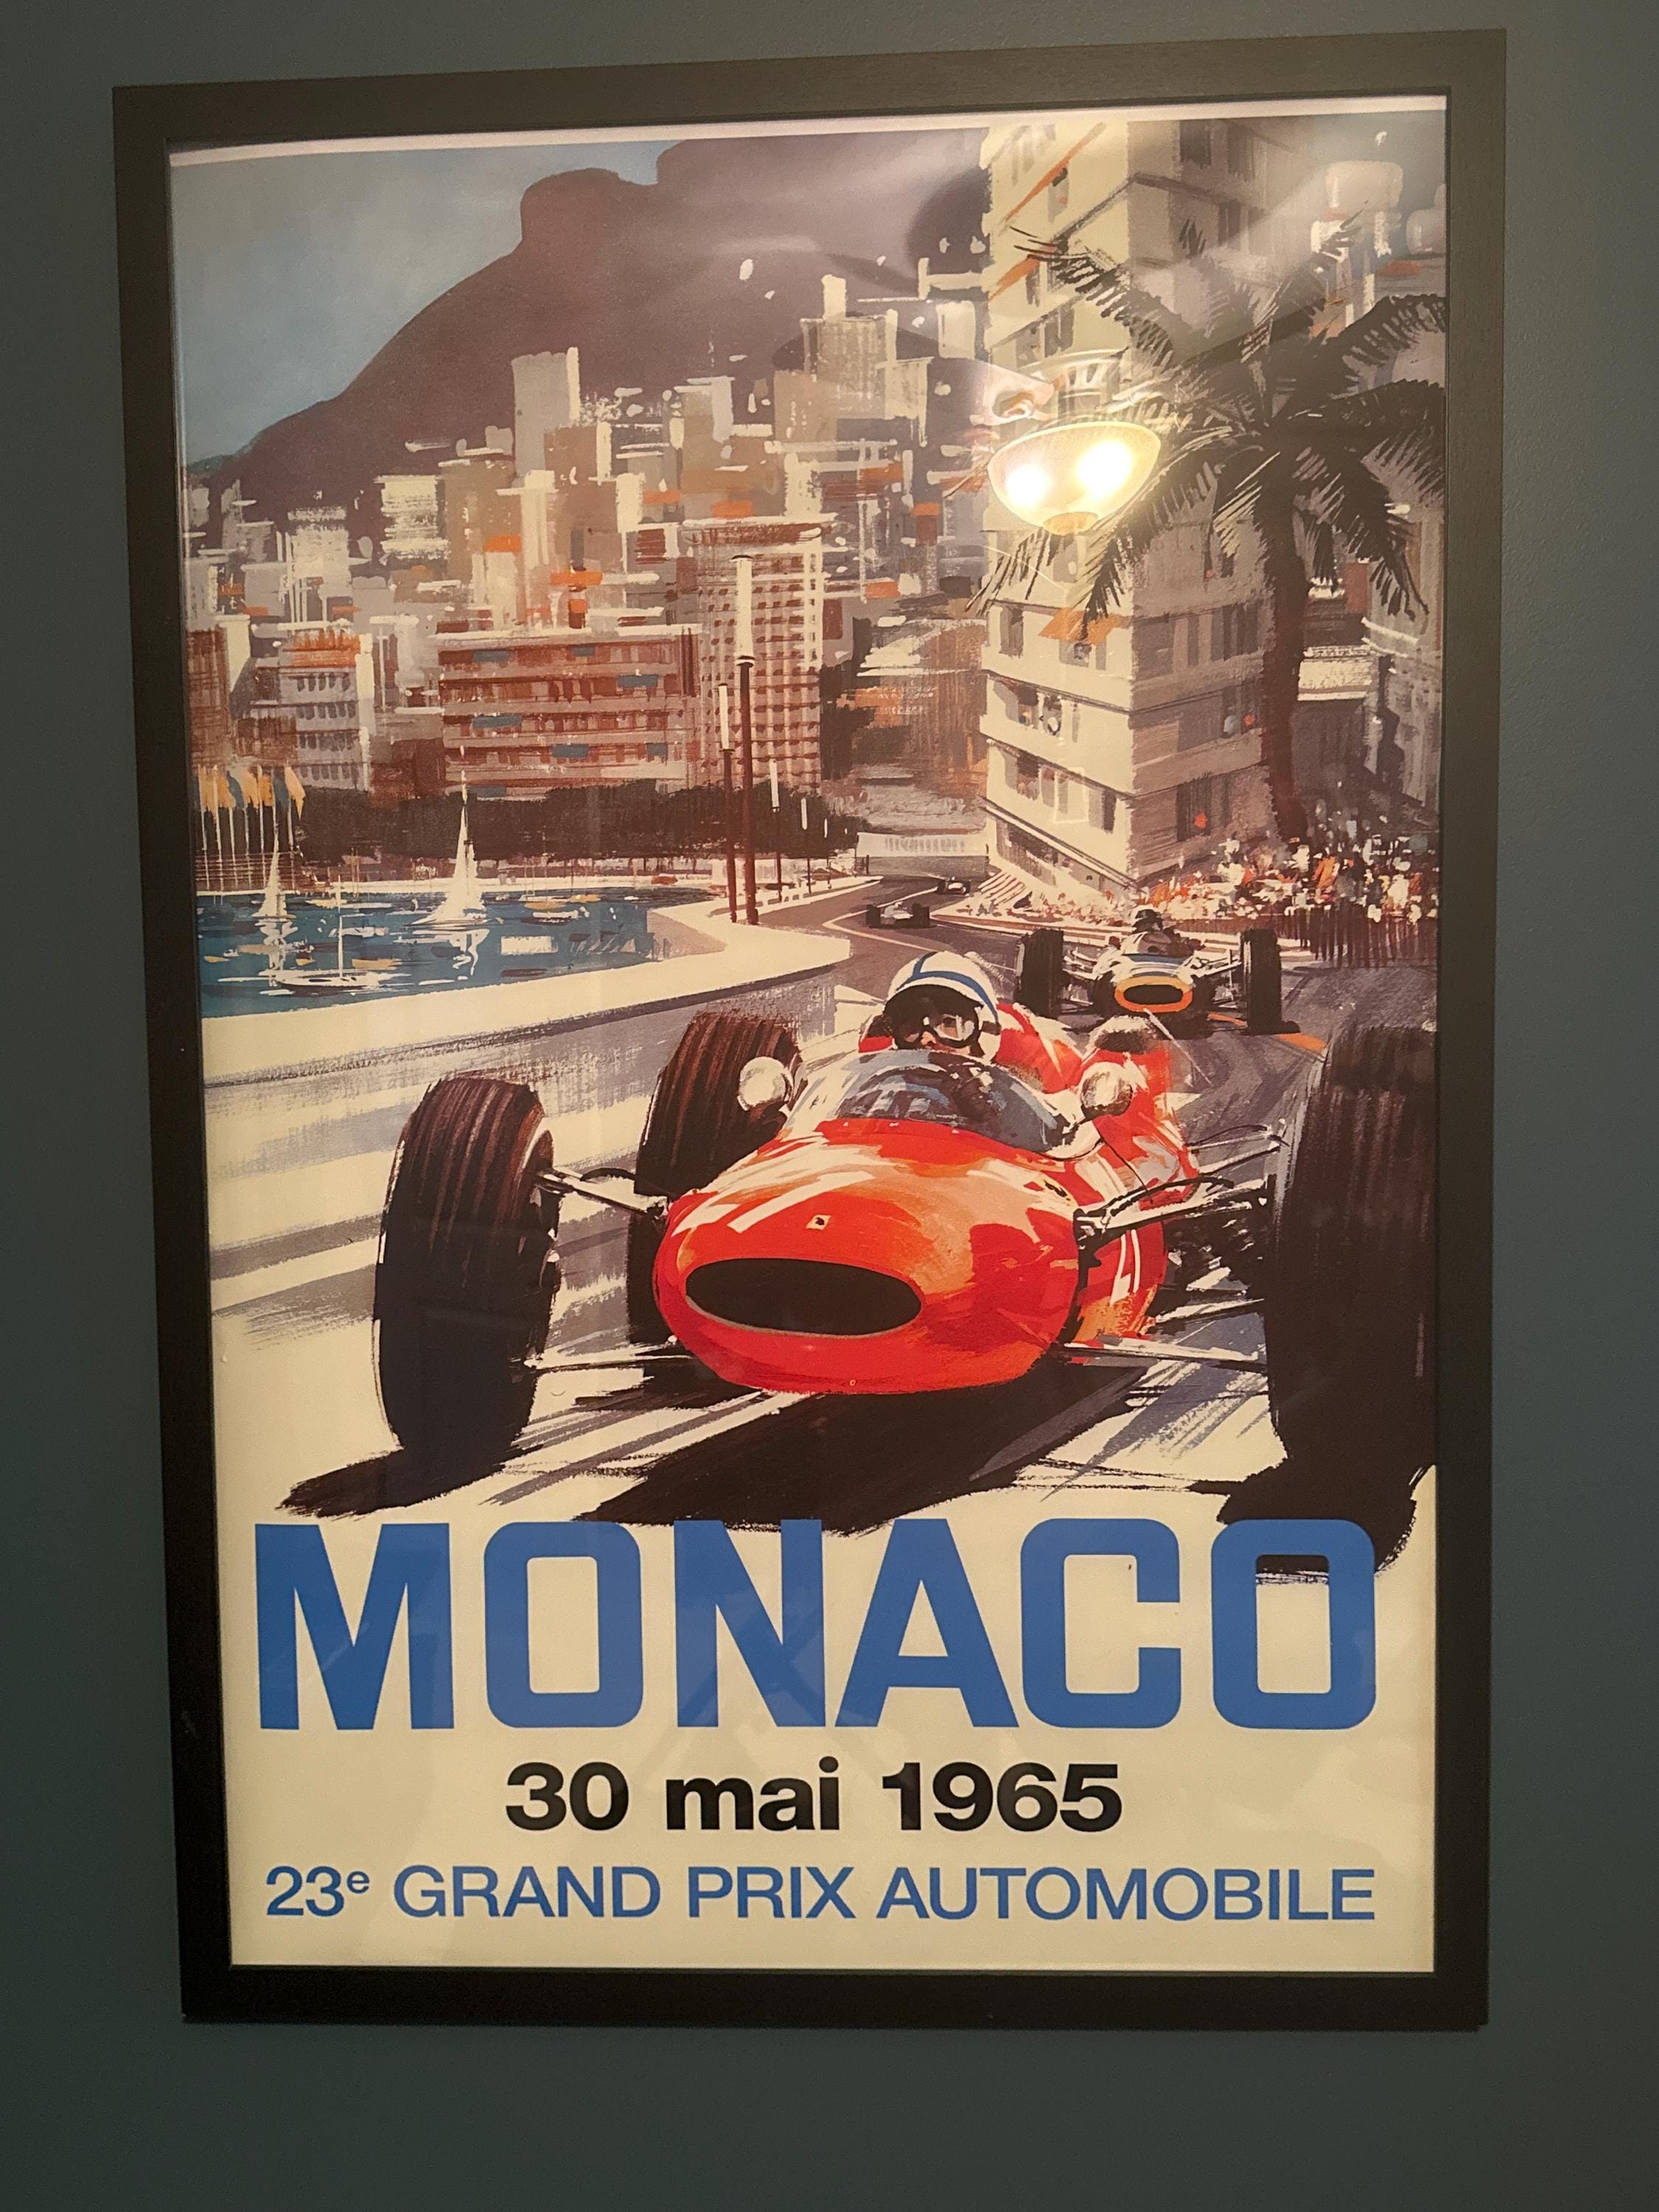 MONACO
30 mai 1965
23e GRAND PRIX AUTOMOBILE